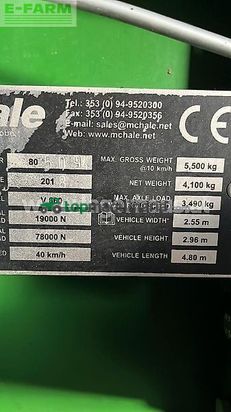 E-FARM
Tel.: 353 (0) 94-9520300
Fax: 353 (0) 94-9520356
E-mail: sales@mchale.net
Web: www.mchale.net
hale
CE
80
MAX. GROSS WEIGHT @10 km/h 5,500 kg
201
NET WEIGHT 4,100 kg
MAX. AXLE LOAD 3,490 kg
19000 N
VEHICLE WIDTH* 2.55 m
78000 N
VEHICLE HEIGHT 2.96 m
40 km/h
VEHICLE LENGTH 4.80 m